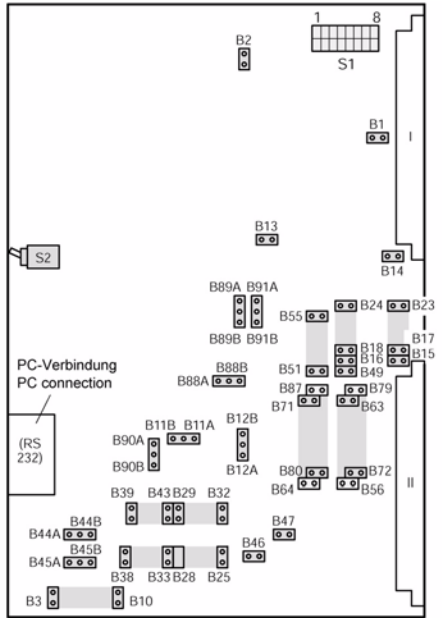 1 8
B2
S1
B1
I
B13
S2
B14
B89A B91A
B24 B23
B55
B17
B89B B91B
B18
B16 B15
B51 B49
B88B
PC-Verbindung
B88A
B87 B79
PC connection
B71 B63
B11B B11A B12B
B90A
(RS
232)
B12A
B90B
B80 B72
II
B64 B56
B39 B43 B29 B32
B44B
B47
B44A
B45B
B46
B45A
B38 B33 B28 B25
B3 B10